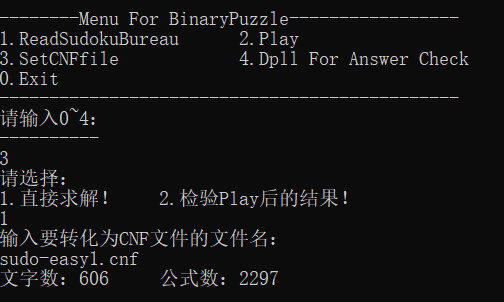 --------Menu For BinaryPuzzle-----------------
1.ReadSudokuBureau      2.Play
3.SetCNFfile            4.Dpll For Answer Check
0.Exit
----------------------------------------------
请输入0~4:
----------
3
请选择:
1.直接求解!    2.检验Play后的结果!
1
输入要转化为CNF文件的文件名:
sudo-easy1.cnf
文字数: 606     公式数: 2297